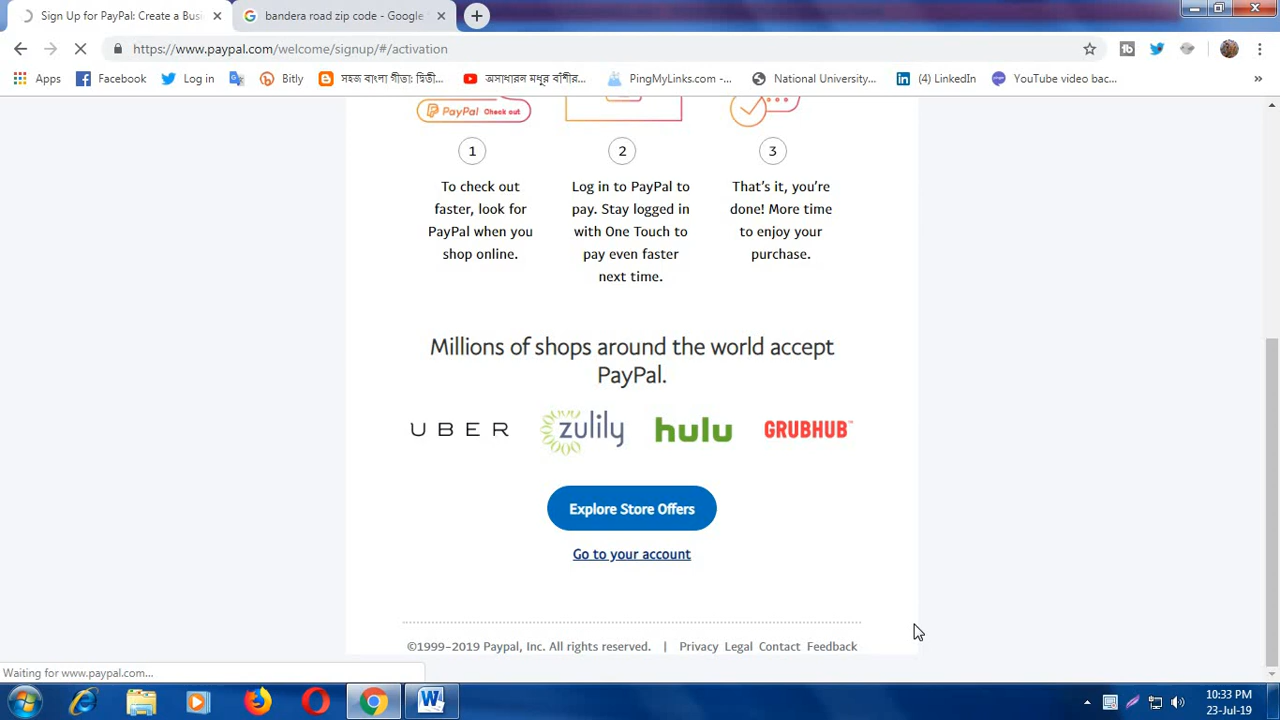 Sign Up for PayPal: Create a Bus
bandera road zip code - Google
https://www.paypal.com/welcome/signup/#/activation
Apps
Facebook
Log in
Bitly
সহজ বাংলা গীতা: দ্বিতী...
অসাধারন মধুর বাঁশীর...
PingMyLinks.com -...
National University...
(4) LinkedIn
YouTube video bac...
PayPal Check out
1
2
3
To check out
faster, look for
PayPal when you
shop online.
Log in to PayPal to
pay. Stay logged in
with One Touch to
pay even faster
next time.
That's it, you're
done! More time
to enjoy your
purchase.
Millions of shops around the world accept
PayPal.
UBER
zulily
hulu
GRUBHUB
Explore Store Offers
Go to your account
©1999-2019 Paypal, Inc. All rights reserved. | Privacy Legal Contact Feedback
Waiting for www.paypal.com...
10:33 PM
23-Jul-19